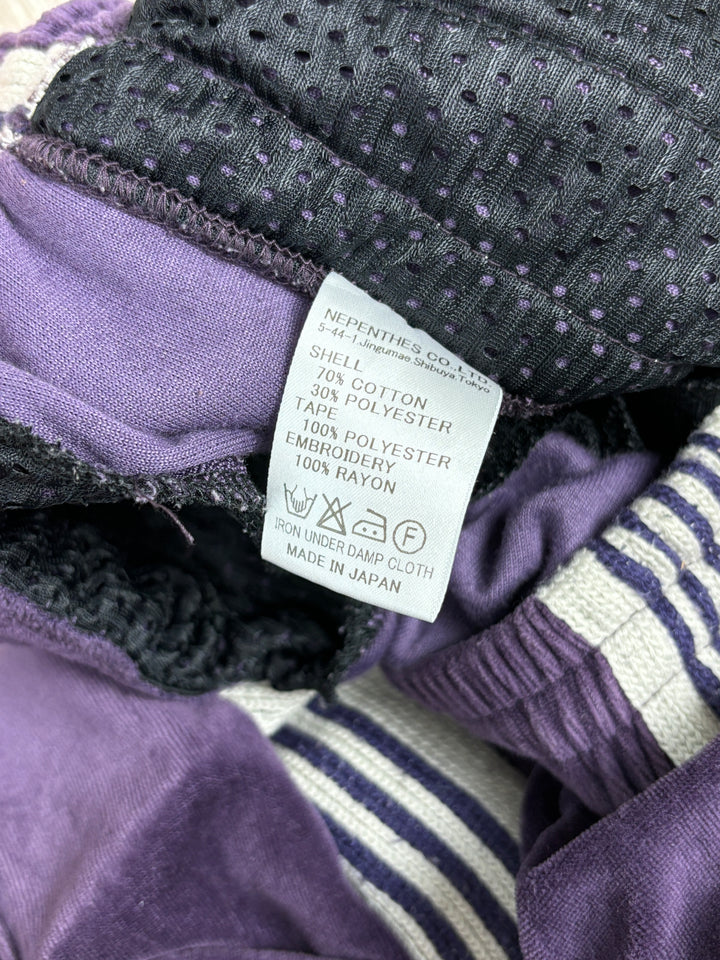 NEPENTHES CO.,LTD.
5-44-1,Jingumae,Shibuya,Tokyo
SHELL
70% COTTON
30% POLYESTER
TAPE
100% POLYESTER
EMBROIDERY
100% RAYON
F
IRON UNDER DAMP CLOTH
MADE IN JAPAN